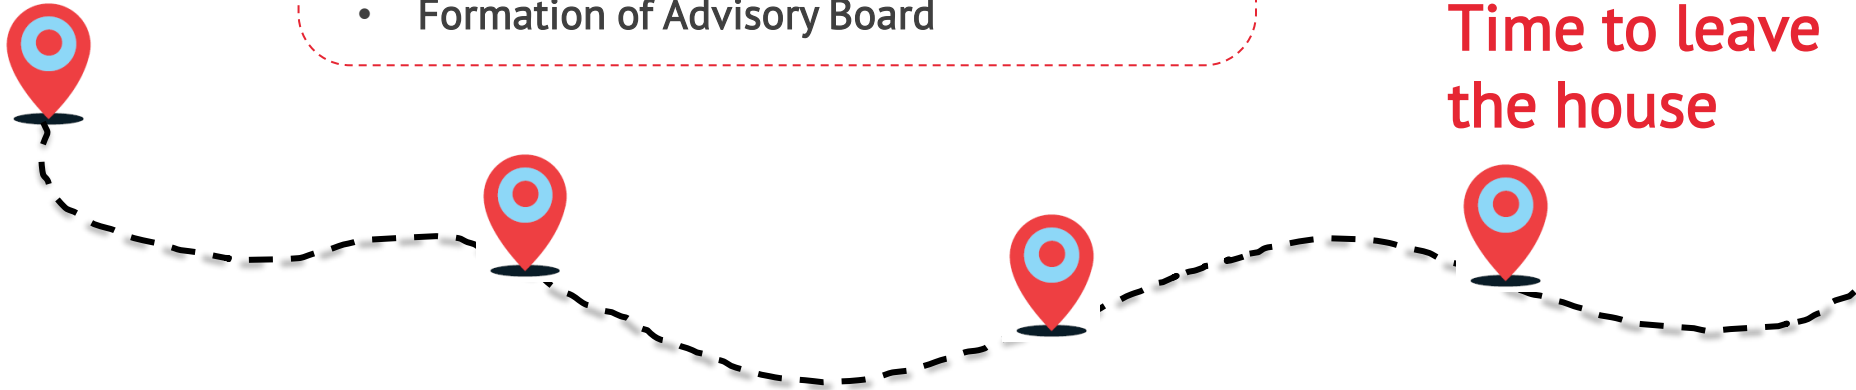 • Formation of Advisory Board
Time to leave
the house